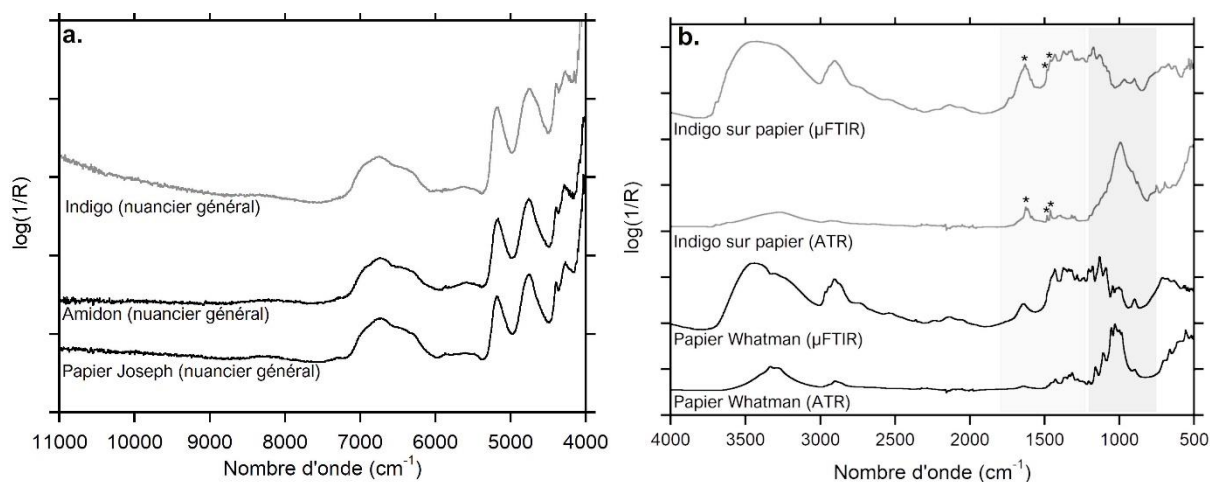 a.
log(1/R)
Indigo (nuancier général)
Amidon (nuancier général)
Papier Joseph (nuancier général)
11000 10000 9000 8000 7000 6000 5000 4000
Nombre d'onde (cm⁻¹)
b.
log(1/R)
* * *
Indigo sur papier (µFTIR)
* * *
Indigo sur papier (ATR)
Papier Whatman (µFTIR)
Papier Whatman (ATR)
4000 3500 3000 2500 2000 1500 1000 500
Nombre d'onde (cm⁻¹)